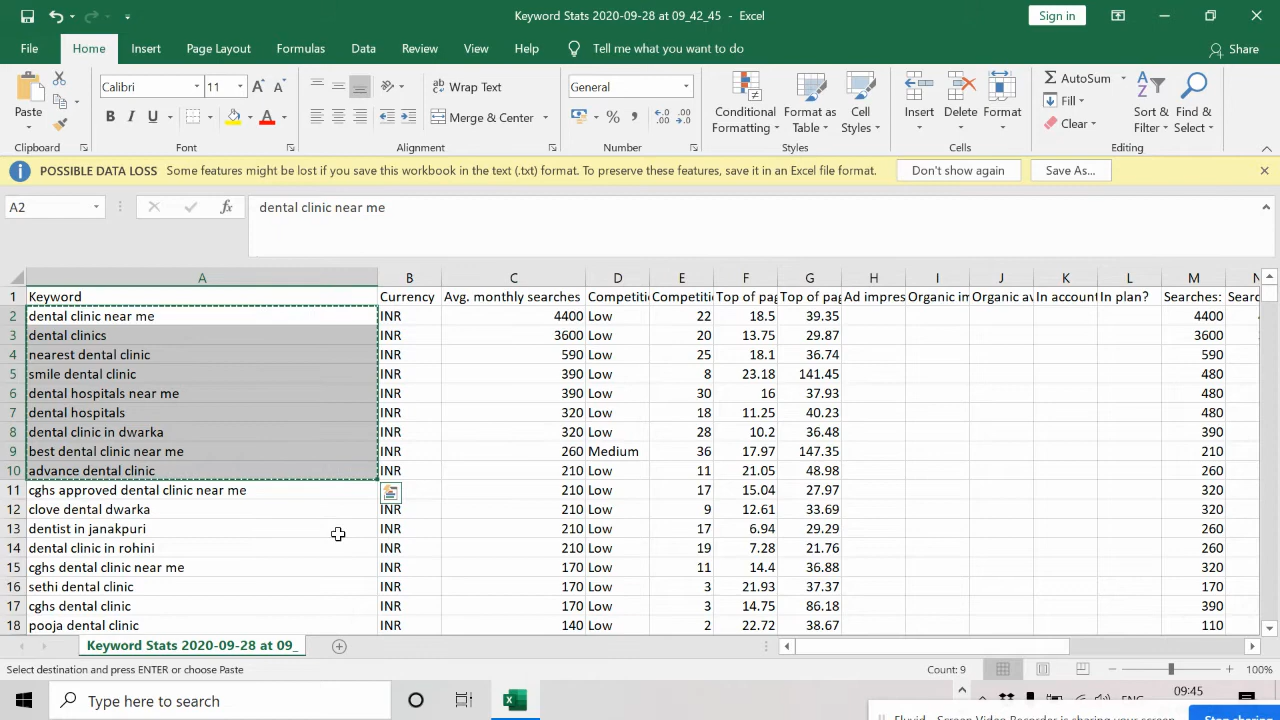 Keyword Stats 2020-09-28 at 09_42_45 - Excel
Sign in
File Home Insert Page Layout Formulas Data Review View Help Tell me what you want to do Share
Paste
Calibri 11
B I U
Wrap Text
Merge & Center
General
Conditional Formatting
Format as Table
Cell Styles
Insert Delete Format
AutoSum
Fill
Clear
Sort & Filter
Find & Select
Clipboard Font Alignment Number Styles Cells Editing
POSSIBLE DATA LOSS Some features might be lost if you save this workbook in the text (.txt) format. To preserve these features, save it in an Excel file format. Don't show again Save As...
A2 fx dental clinic near me
A B C D E F G H I J K L M N
1 Keyword Currency Avg. monthly searches Competiti Competiti Top of pag Top of pag Ad impres Organic im Organic av In account In plan? Searches: Searc
2 dental clinic near me INR 4400 Low 22 18.5 39.35 4400
3 dental clinics INR 3600 Low 20 13.75 29.87 3600
4 nearest dental clinic INR 590 Low 25 18.1 36.74 590
5 smile dental clinic INR 390 Low 8 23.18 141.45 480
6 dental hospitals near me INR 390 Low 30 16 37.93 480
7 dental hospitals INR 320 Low 18 11.25 40.23 480
8 dental clinic in dwarka INR 320 Low 28 10.2 36.48 390
9 best dental clinic near me INR 260 Medium 36 17.97 147.35 210
10 advance dental clinic INR 210 Low 11 21.05 48.98 260
11 cghs approved dental clinic near me 210 Low 17 15.04 27.97 320
12 clove dental dwarka INR 210 Low 9 12.61 33.69 320
13 dentist in janakpuri INR 210 Low 17 6.94 29.29 260
14 dental clinic in rohini INR 210 Low 19 7.28 21.76 260
15 cghs dental clinic near me INR 170 Low 11 14.4 36.88 320
16 sethi dental clinic INR 170 Low 3 21.93 37.37 170
17 cghs dental clinic INR 170 Low 3 14.75 86.18 390
18 pooja dental clinic INR 140 Low 2 22.72 38.67 110
Keyword Stats 2020-09-28 at 09_
Select destination and press ENTER or choose Paste Count: 9 100%
Type here to search
ENG 09:45
Fluvid - Screen Video Recorder is sharing your screen. Stop sharing